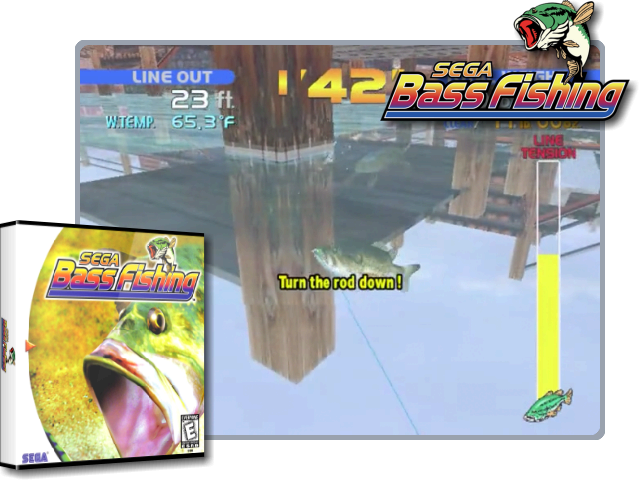 LINE OUT
23 ft.
W.TEMP. 65.3°F
1'42
SEGA
Bass Fishing
LINE
TENSION
Turn the rod down!
SEGA
Bass Fishing
E
SEGA